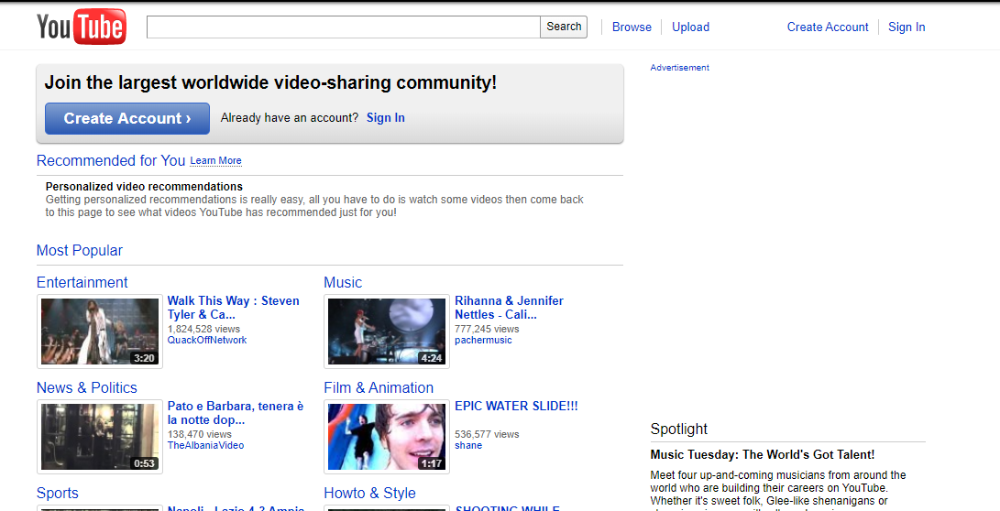 YouTube
Search
Browse
Upload
Create Account
Sign In
Join the largest worldwide video-sharing community!
Create Account ›
Already have an account? Sign In
Advertisement
Recommended for You Learn More
Personalized video recommendations
Getting personalized recommendations is really easy, all you have to do is watch some videos then come back
to this page to see what videos YouTube has recommended just for you!
Most Popular
Entertainment
3:20
Walk This Way : Steven
Tyler & Ca...
1,824,528 views
QuackOffNetwork
Music
4:24
Rihanna & Jennifer
Nettles - Cali...
777,245 views
pachermusic
News & Politics
0:53
Pato e Barbara, tenera è
la notte dop...
138,470 views
TheAlbaniaVideo
Film & Animation
1:17
EPIC WATER SLIDE!!!
536,577 views
shane
Sports
Napoli - Lazio 4-3 Ampia
Howto & Style
SHOOTING WHILE
Spotlight
Music Tuesday: The World's Got Talent!
Meet four up-and-coming musicians from around the
world who are building their careers on YouTube.
Whether it's sweet folk, Glee-like shenanigans or